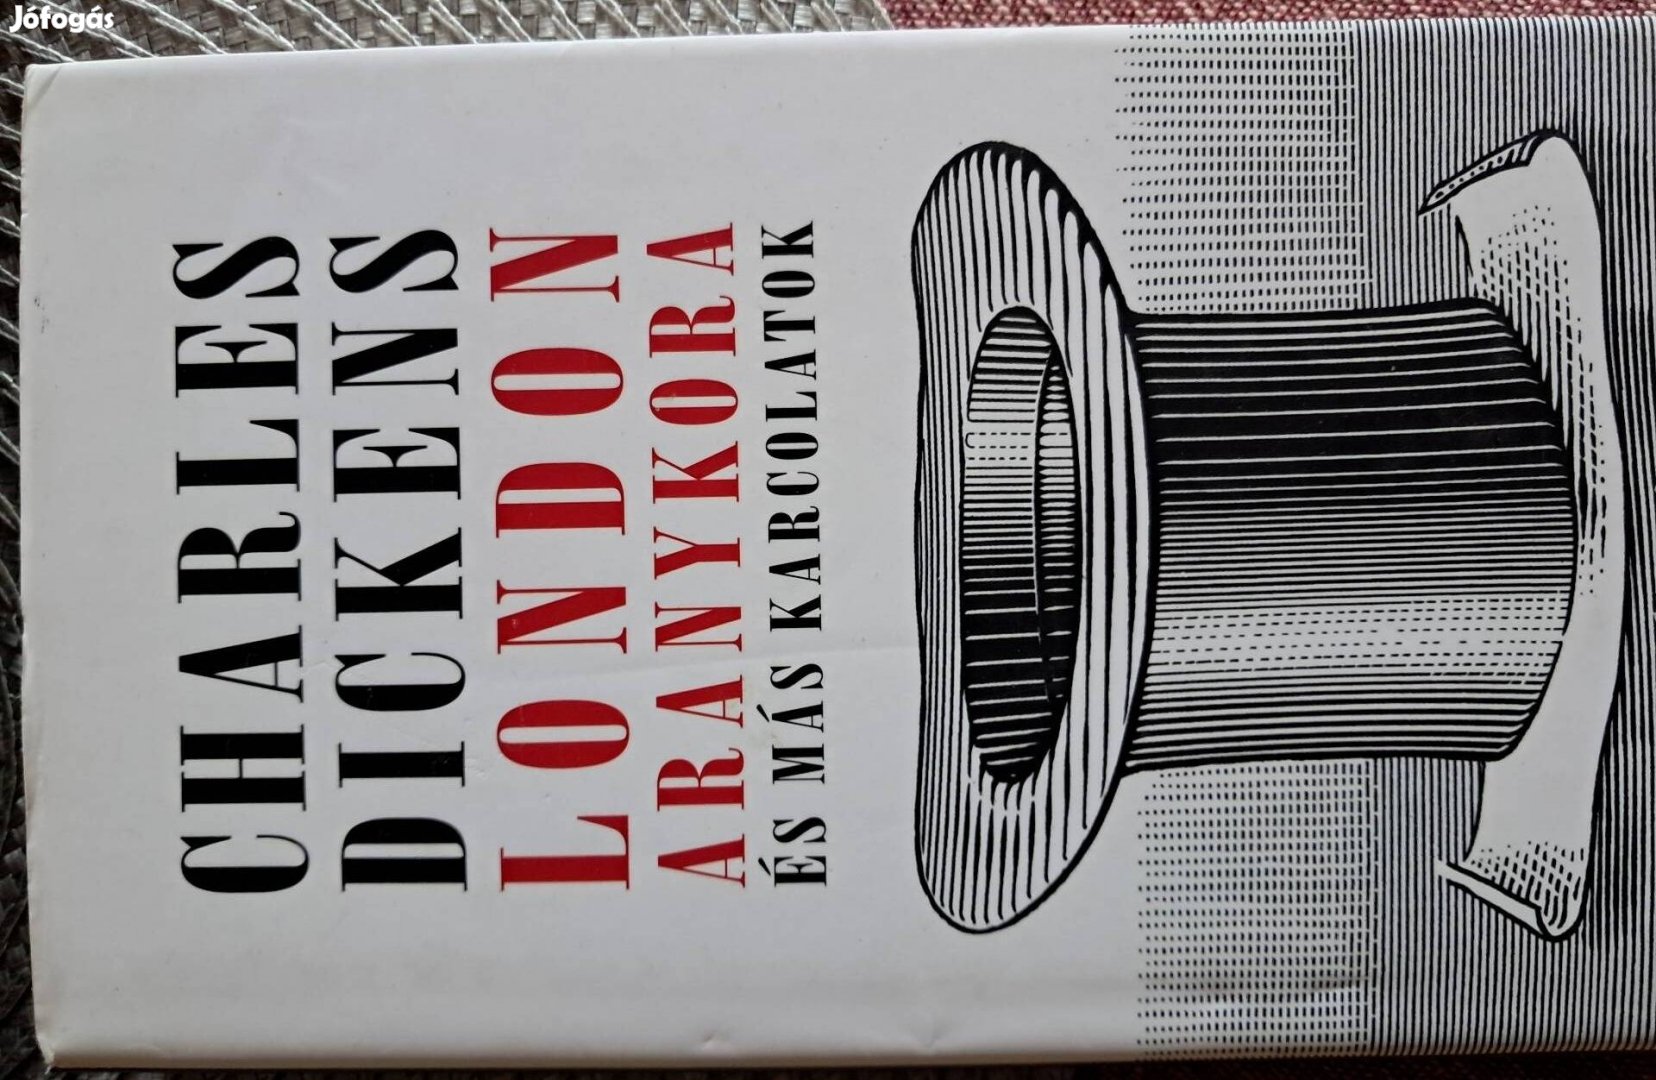 Jófogás
CHARLES
DICKENS
LONDON
ARANYKORA
ÉS MÁS KARCOLATOK